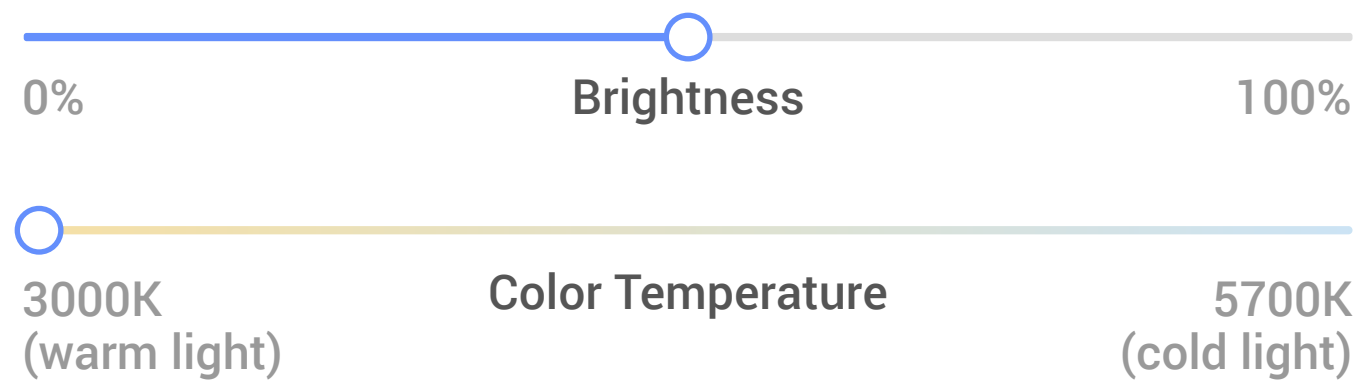 0% Brightness 100%
3000K Color Temperature 5700K
(warm light) (cold light)